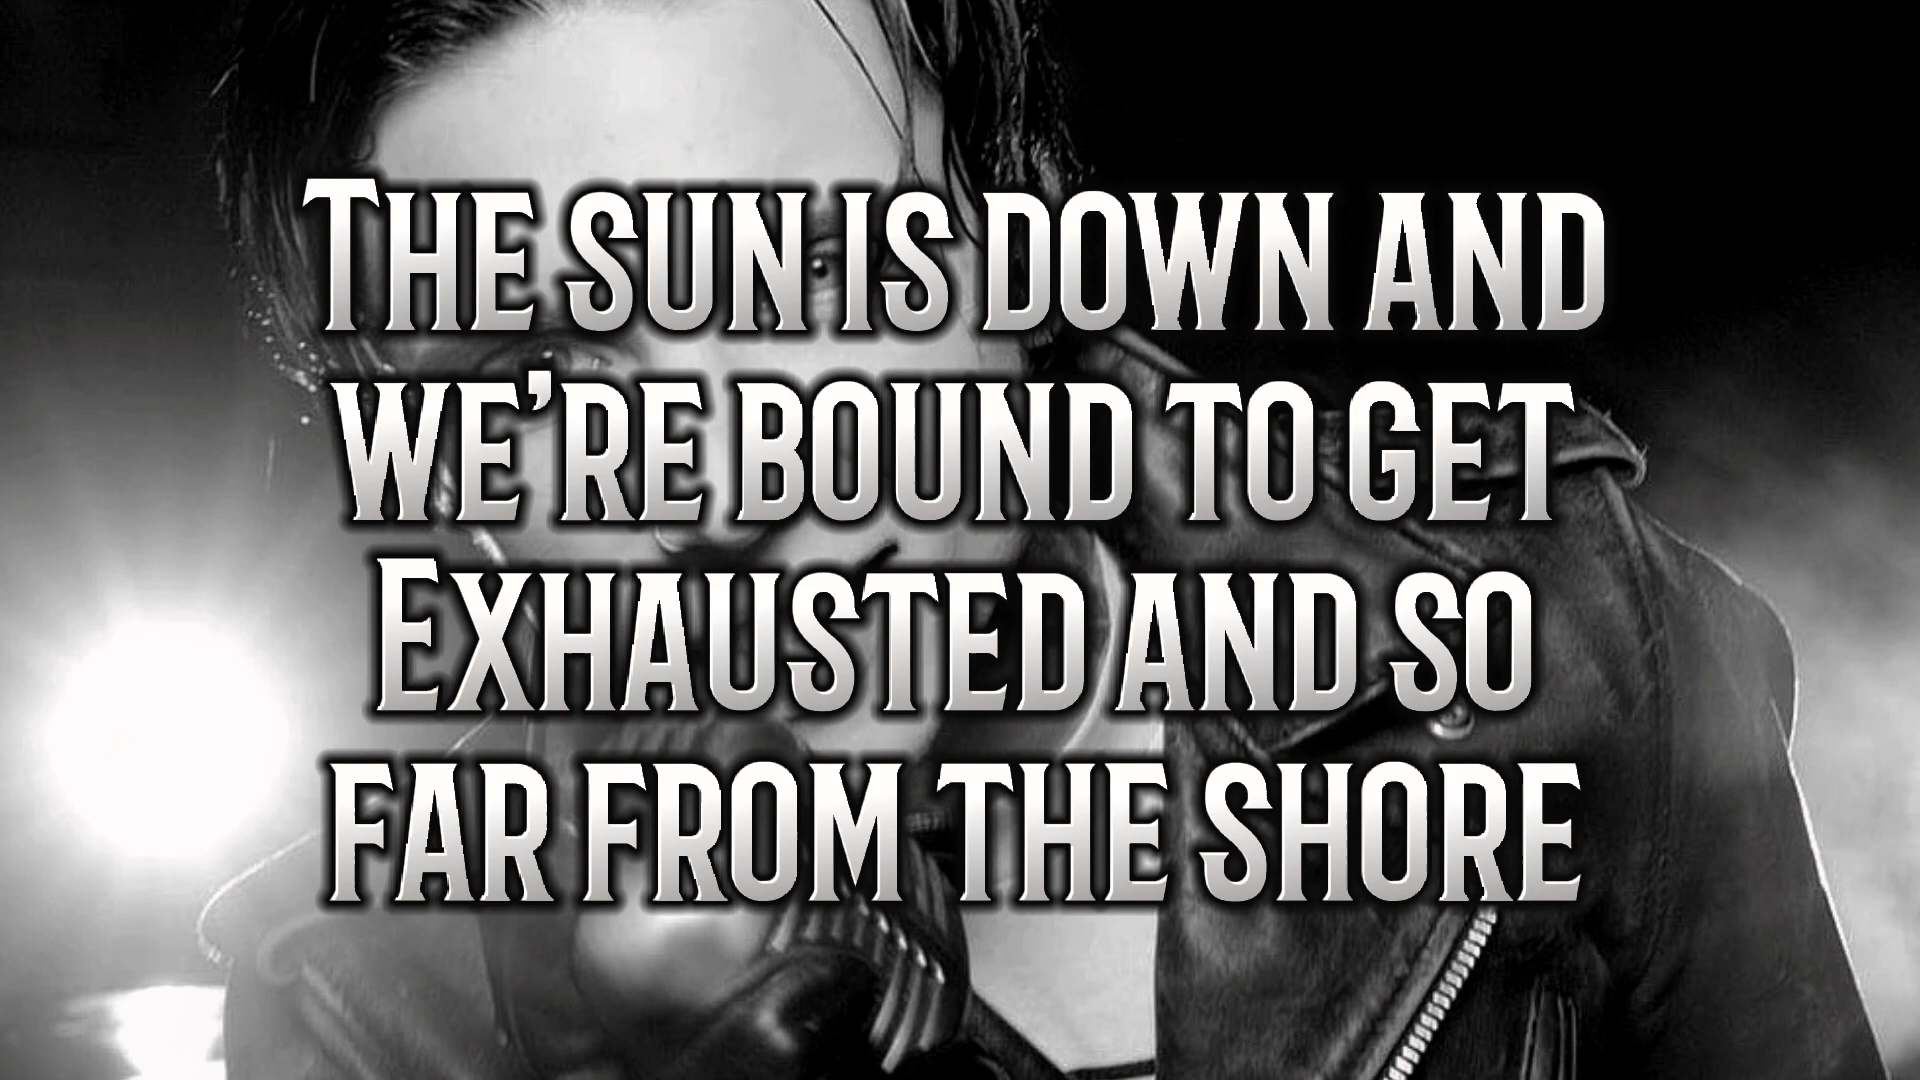 The sun is down and
we're bound to get
Exhausted and so
far from the shore